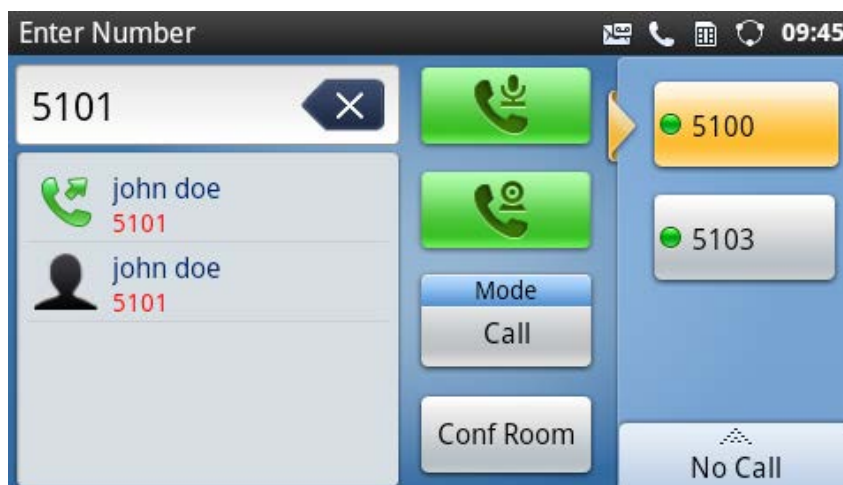 Enter Number
09:45
5101
john doe
5101
john doe
5101
Mode
Call
Conf Room
5100
5103
No Call